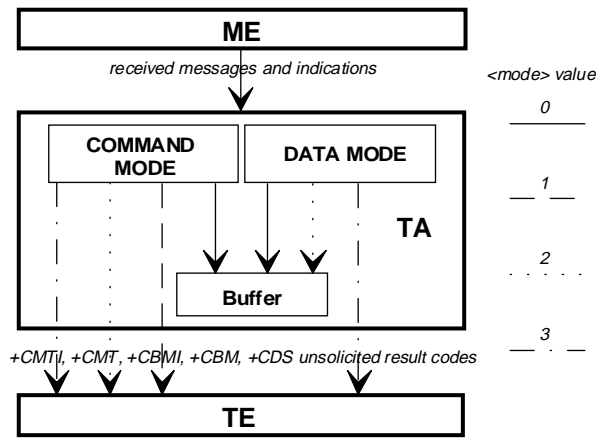 ME
received messages and indications
<mode> value
0
COMMAND
MODE
DATA MODE
1
TA
2
Buffer
3
+CMTI, +CMT, +CBMI, +CBM, +CDS unsolicited result codes
TE